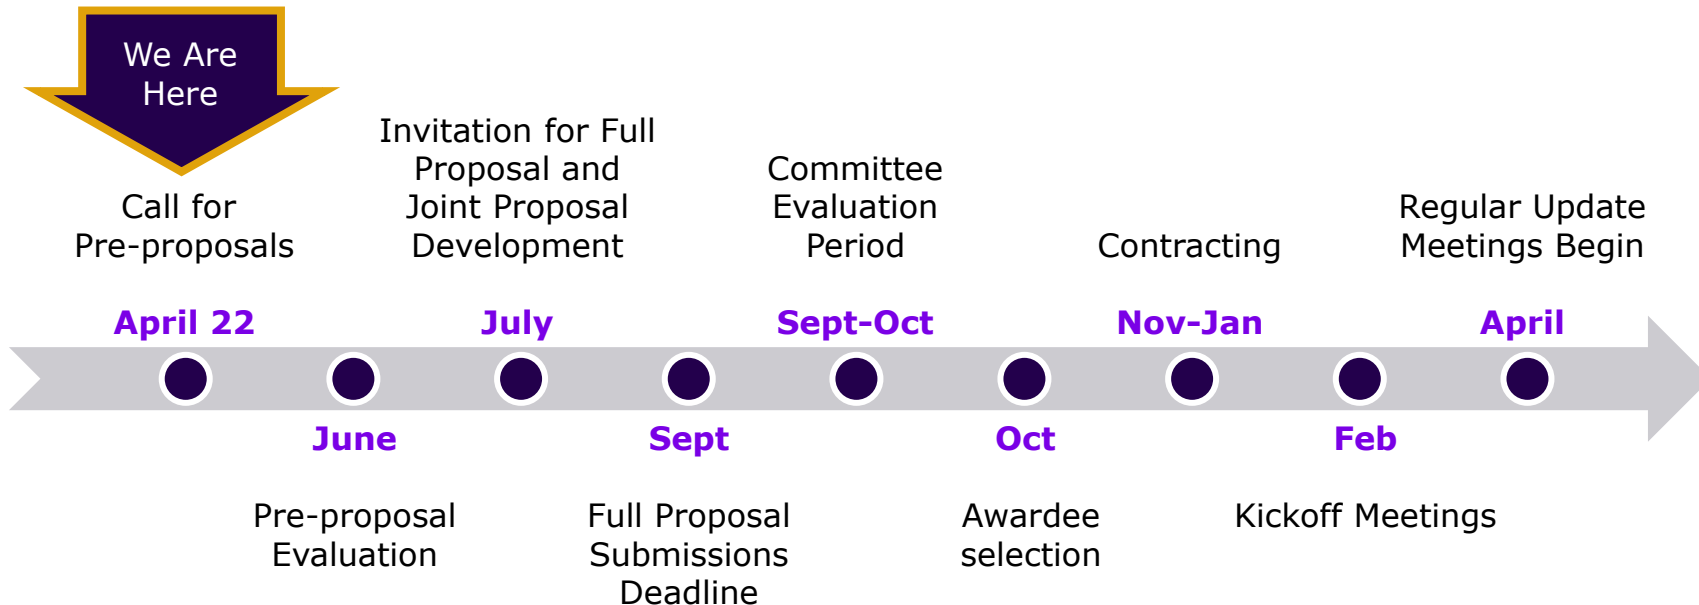 We Are
Here
Call for
Pre-proposals
April 22
June
Pre-proposal
Evaluation
Invitation for Full
Proposal and
Joint Proposal
Development
July
Sept
Full Proposal
Submissions
Deadline
Committee
Evaluation
Period
Sept-Oct
Oct
Awardee
selection
Contracting
Nov-Jan
Feb
Kickoff Meetings
Regular Update
Meetings Begin
April